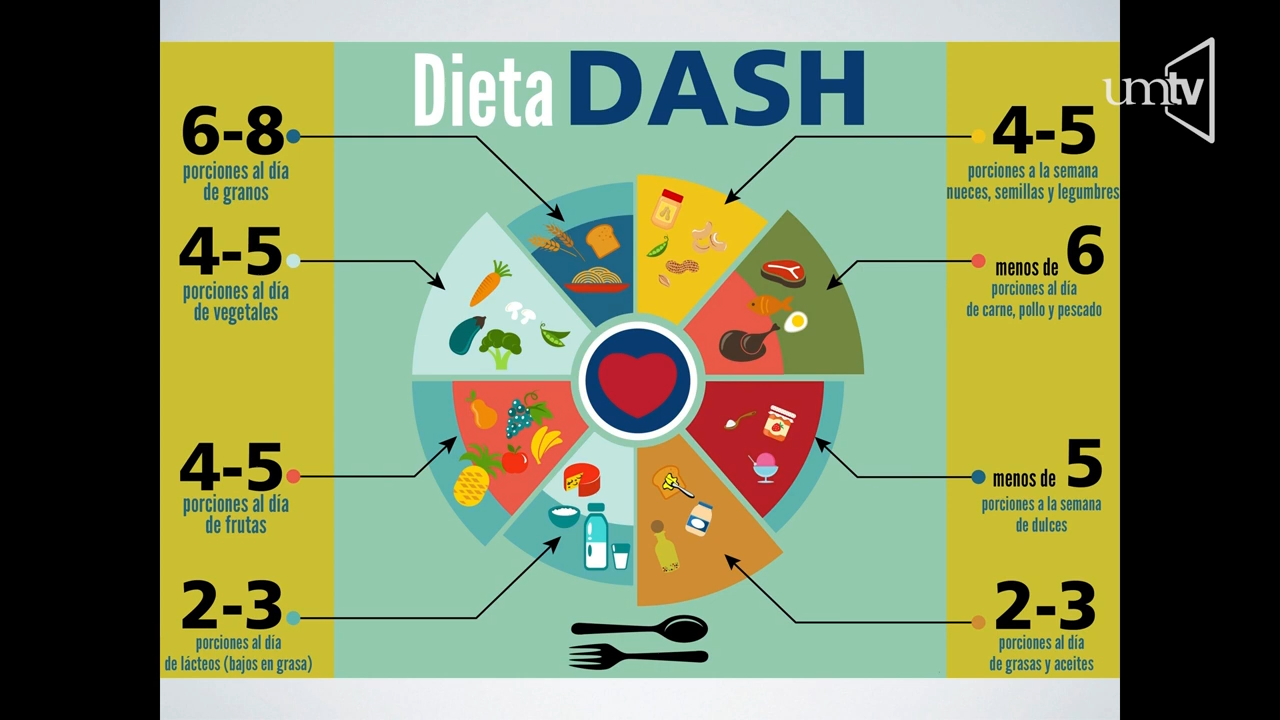 Dieta DASH
umtv
6-8
porciones al día
de granos
4-5
porciones al día
de vegetales
4-5
porciones al día
de frutas
2-3
porciones al día
de lácteos (bajos en grasa)
4-5
porciones a la semana
nueces, semillas y legumbres
menos de 6
porciones al día
de carne, pollo y pescado
menos de 5
porciones a la semana
de dulces
2-3
porciones al día
de grasas y aceites